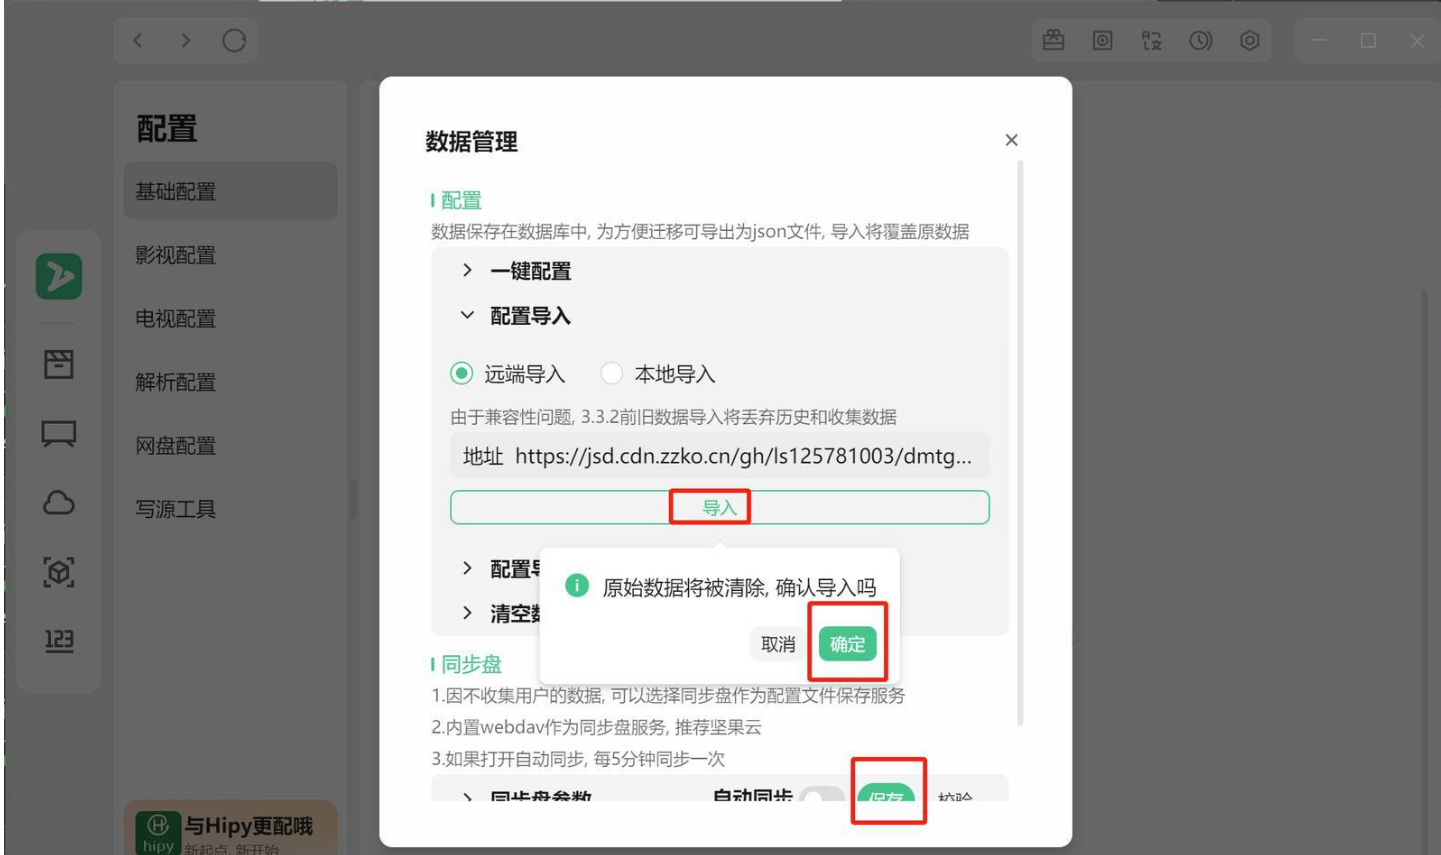 配置
基础配置
影视配置
电视配置
解析配置
网盘配置
写源工具
123
与Hipy更配哦
hipy
新起点 新开始
数据管理
配置
数据保存在数据库中, 为方便迁移可导出为json文件, 导入将覆盖原数据
一键配置
配置导入
远端导入 本地导入
由于兼容性问题, 3.3.2前旧数据导入将丢弃历史和收集数据
地址 https://jsd.cdn.zzko.cn/gh/ls125781003/dmtg...
导入
配置导
原始数据将被清除, 确认导入吗
清空数
取消 确定
同步盘
1.因不收集用户的数据, 可以选择同步盘作为配置文件保存服务
2.内置webdav作为同步盘服务, 推荐坚果云
3.如果打开自动同步, 每5分钟同步一次
同步盘参数 自动同步 保存 校验